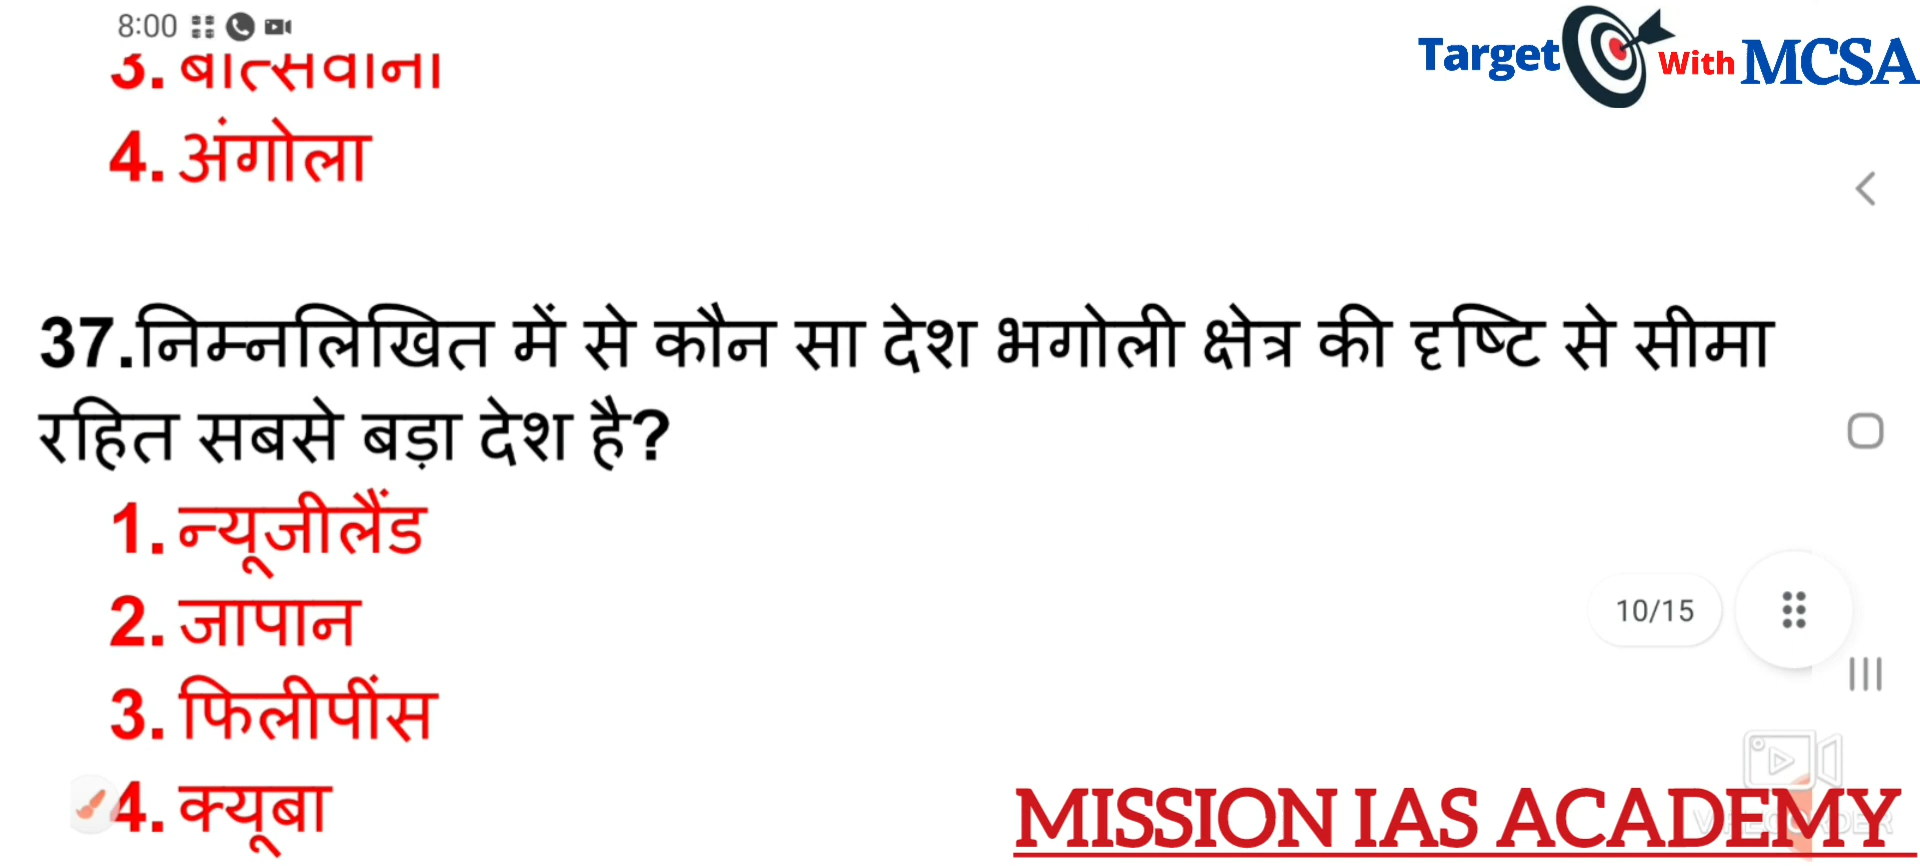 8:00
Target With MCSA
3. बोत्सवाना
4. अंगोला
37.निम्नलिखित में से कौन सा देश भगोली क्षेत्र की दृष्टि से सीमा
रहित सबसे बड़ा देश है?
1. न्यूजीलैंड
2. जापान
10/15
3. फिलीपींस
4. क्यूबा
MISSION IAS ACADEMY